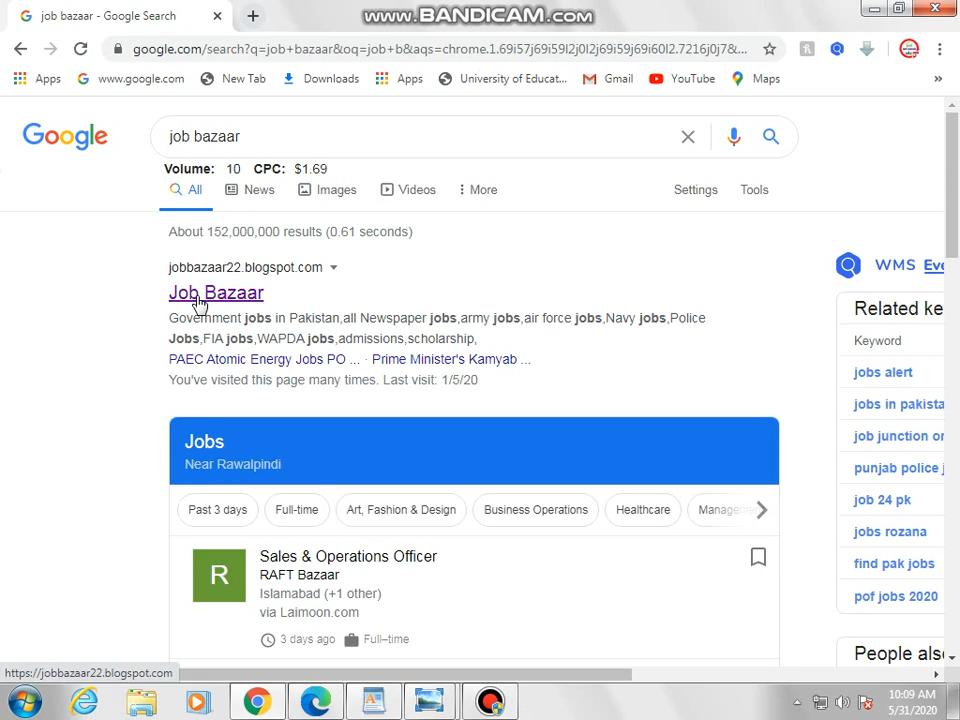 job bazaar - Google Search
www.BANDICAM.com
google.com/search?q=job+bazaar&oq=job+b&aqs=chrome.1.69i57j69i59l2j0l2j69i59j69i60l2.7216j0j7&...
Apps
www.google.com
New Tab
Downloads
Apps
University of Educat...
Gmail
YouTube
Maps
»
Google
job bazaar
Volume: 10 CPC: $1.69
All
News
Images
Videos
More
Settings
Tools
About 152,000,000 results (0.61 seconds)
jobbazaar22.blogspot.com
Job Bazaar
Government jobs in Pakistan,all Newspaper jobs,army jobs,air force jobs,Navy jobs,Police
Jobs,FIA jobs,WAPDA jobs,admissions,scholarship,
PAEC Atomic Energy Jobs PO ... · Prime Minister's Kamyab ...
You've visited this page many times. Last visit: 1/5/20
Jobs
Near Rawalpindi
Past 3 days
Full-time
Art, Fashion & Design
Business Operations
Healthcare
Manageme
R
Sales & Operations Officer
RAFT Bazaar
Islamabad (+1 other)
via Laimoon.com
3 days ago
Full–time
WMS Eve
Related ke
Keyword
jobs alert
jobs in pakista
job junction or
punjab police j
job 24 pk
jobs rozana
find pak jobs
pof jobs 2020
People also
https://jobbazaar22.blogspot.com
10:09 AM
5/31/2020